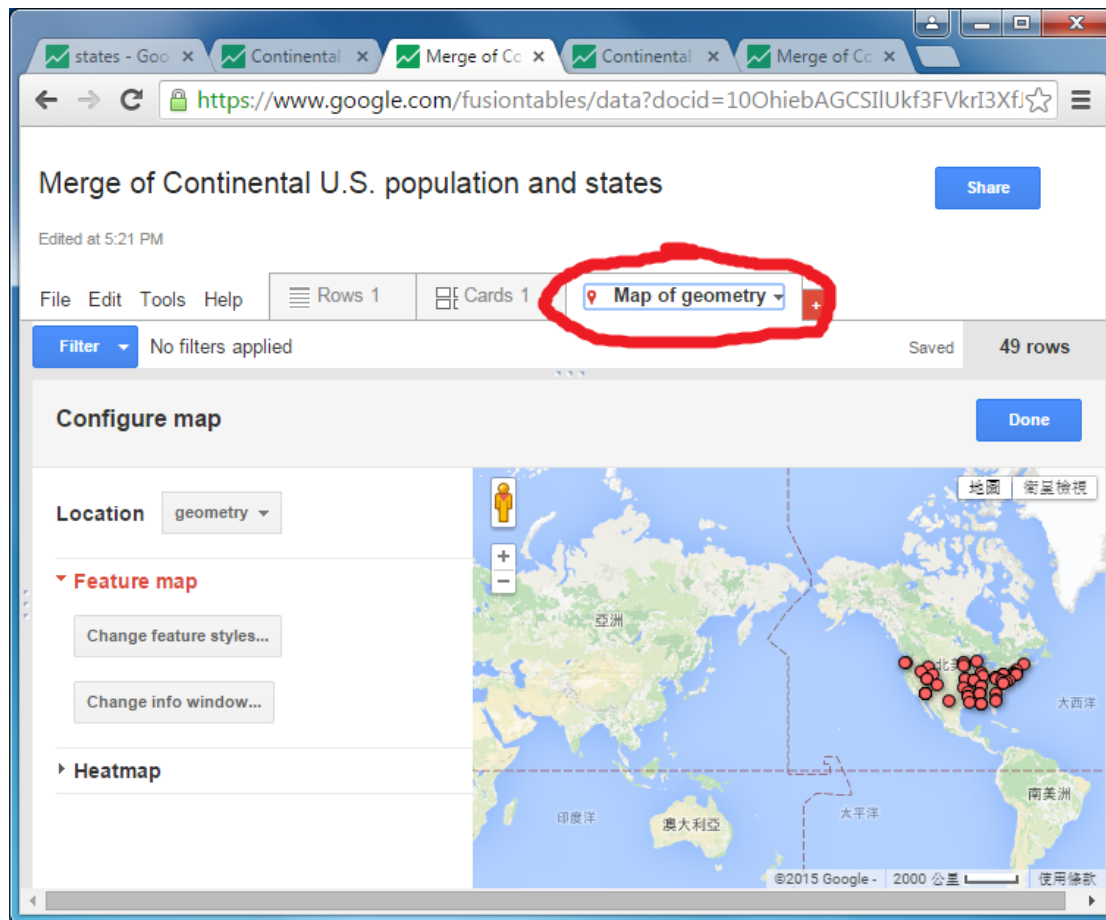 states - Goo
Continental
Merge of Co
Continental
Merge of Co
https://www.google.com/fusiontables/data?docid=10OhiebAGCSIlUkf3FVkrI3XfJ
Merge of Continental U.S. population and states
Share
Edited at 5:21 PM
File Edit Tools Help
Rows 1
Cards 1
Map of geometry
+
Filter
No filters applied
Saved
49 rows
Configure map
Done
Location
geometry
地圖
衛星檢視
+
−
Feature map
Change feature styles...
亞洲
北美
Change info window...
大西洋
Heatmap
南美洲
印度洋
澳大利亞
太平洋
©2015 Google -
2000 公里
使用條款